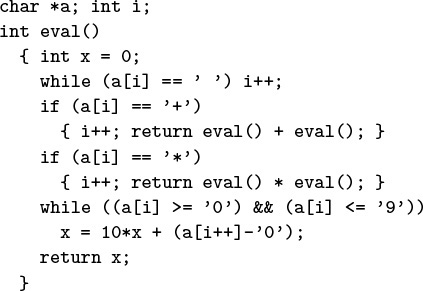 char *a; int i;
int eval()
  { int x = 0;
    while (a[i] == ' ') i++;
    if (a[i] == '+')
      { i++; return eval() + eval(); }
    if (a[i] == '*')
      { i++; return eval() * eval(); }
    while ((a[i] >= '0') && (a[i] <= '9'))
      x = 10*x + (a[i++]-'0');
    return x;
  }